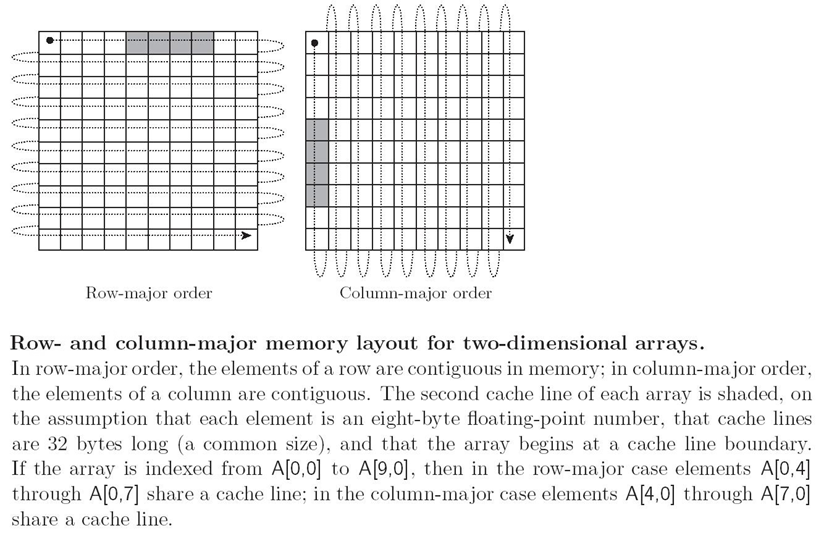 Row-major order
Column-major order
Row- and column-major memory layout for two-dimensional arrays.
In row-major order, the elements of a row are contiguous in memory; in column-major order,
the elements of a column are contiguous. The second cache line of each array is shaded, on
the assumption that each element is an eight-byte floating-point number, that cache lines
are 32 bytes long (a common size), and that the array begins at a cache line boundary.
If the array is indexed from A[0,0] to A[9,0], then in the row-major case elements A[0,4]
through A[0,7] share a cache line; in the column-major case elements A[4,0] through A[7,0]
share a cache line.